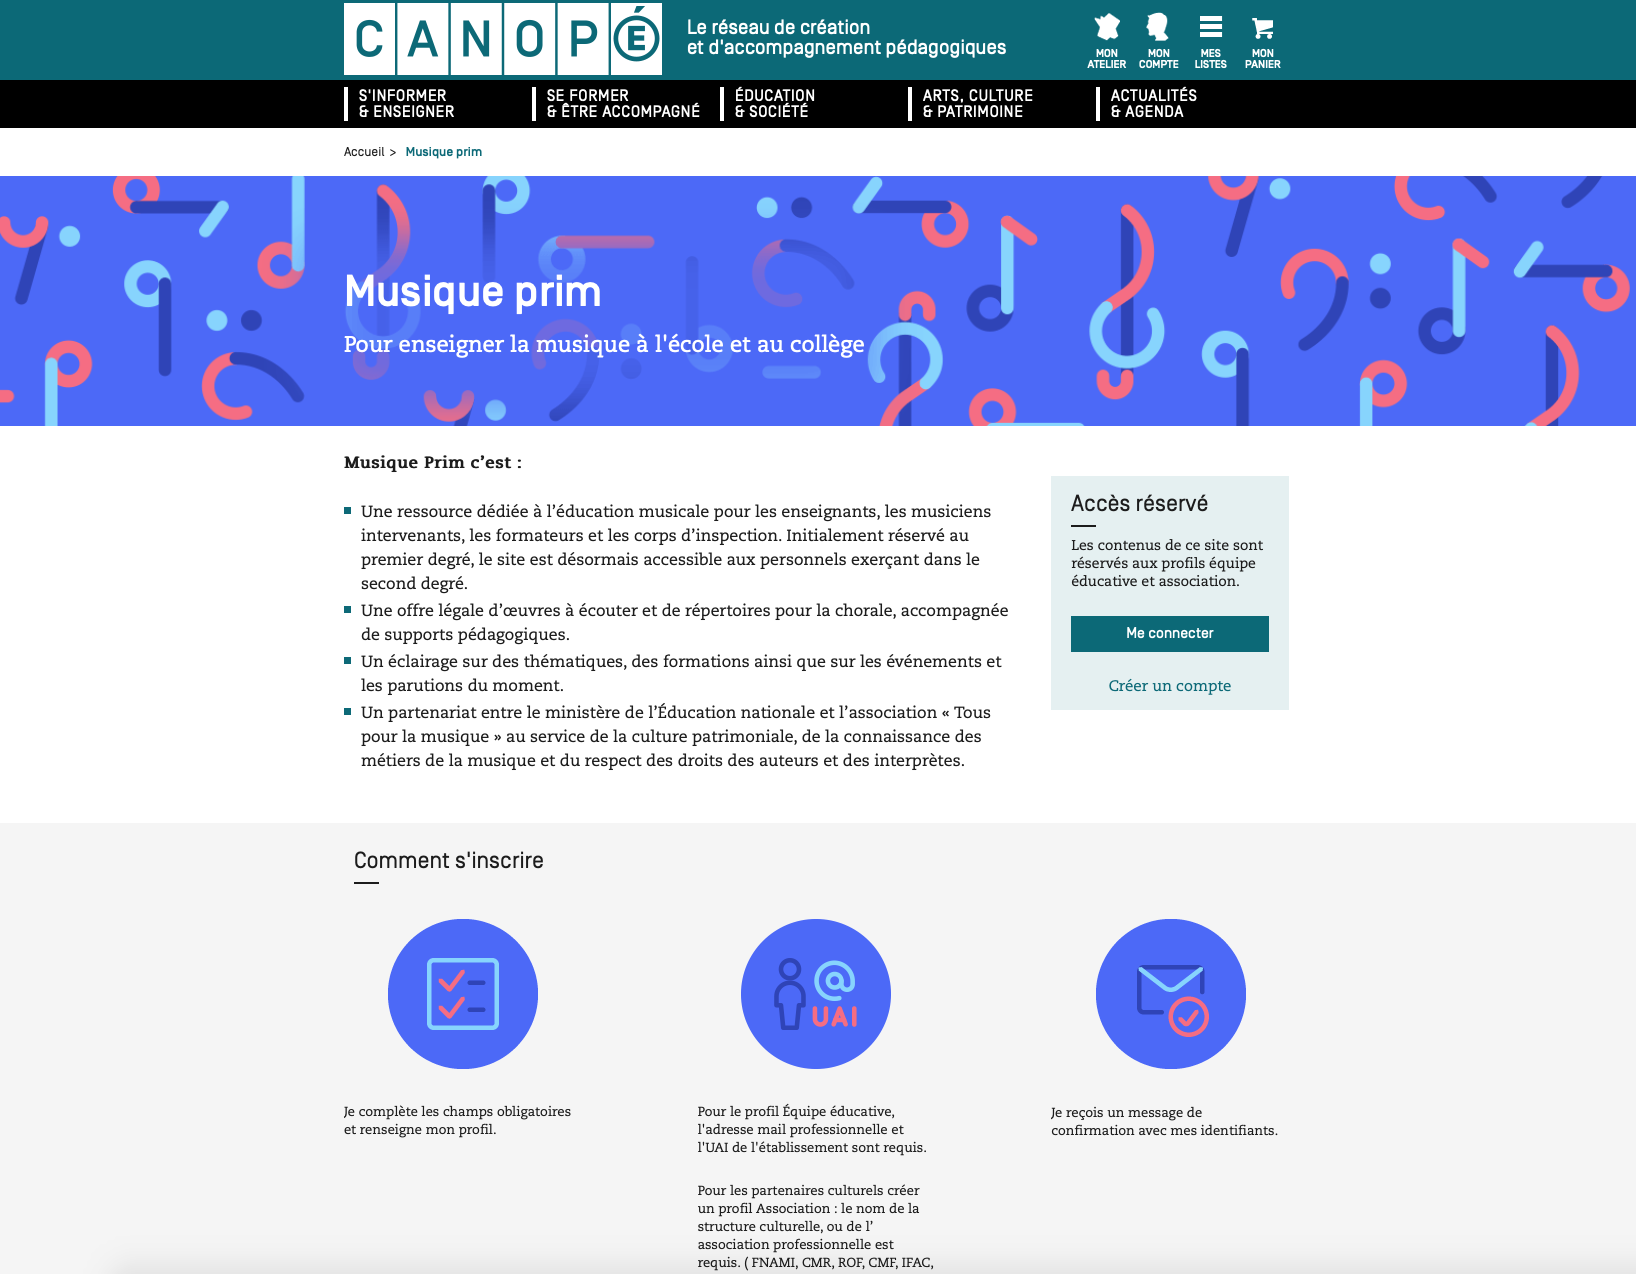 CANOPÉ
Le réseau de création
et d'accompagnement pédagogiques
MON
ATELIER
MON
COMPTE
MES
LISTES
MON
PANIER
S'INFORMER
& ENSEIGNER
SE FORMER
& ÊTRE ACCOMPAGNÉ
ÉDUCATION
& SOCIÉTÉ
ARTS, CULTURE
& PATRIMOINE
ACTUALITÉS
& AGENDA
Accueil > Musique prim
Musique prim
Pour enseigner la musique à l'école et au collège
Musique Prim c’est :
Une ressource dédiée à l’éducation musicale pour les enseignants, les musiciens
intervenants, les formateurs et les corps d’inspection. Initialement réservé au
premier degré, le site est désormais accessible aux personnels exerçant dans le
second degré.
Une offre légale d’œuvres à écouter et de répertoires pour la chorale, accompagnée
de supports pédagogiques.
Un éclairage sur des thématiques, des formations ainsi que sur les événements et
les parutions du moment.
Un partenariat entre le ministère de l’Éducation nationale et l’association « Tous
pour la musique » au service de la culture patrimoniale, de la connaissance des
métiers de la musique et du respect des droits des auteurs et des interprètes.
Accès réservé
Les contenus de ce site sont
réservés aux profils équipe
éducative et association.
Me connecter
Créer un compte
Comment s'inscrire
@
UAI
Je complète les champs obligatoires
et renseigne mon profil.
Pour le profil Équipe éducative,
l'adresse mail professionnelle et
l'UAI de l'établissement sont requis.
Pour les partenaires culturels créer
un profil Association : le nom de la
structure culturelle, ou de l’
association professionnelle est
requis. ( FNAMI, CMR, ROF, CMF, IFAC,
Je reçois un message de
confirmation avec mes identifiants.